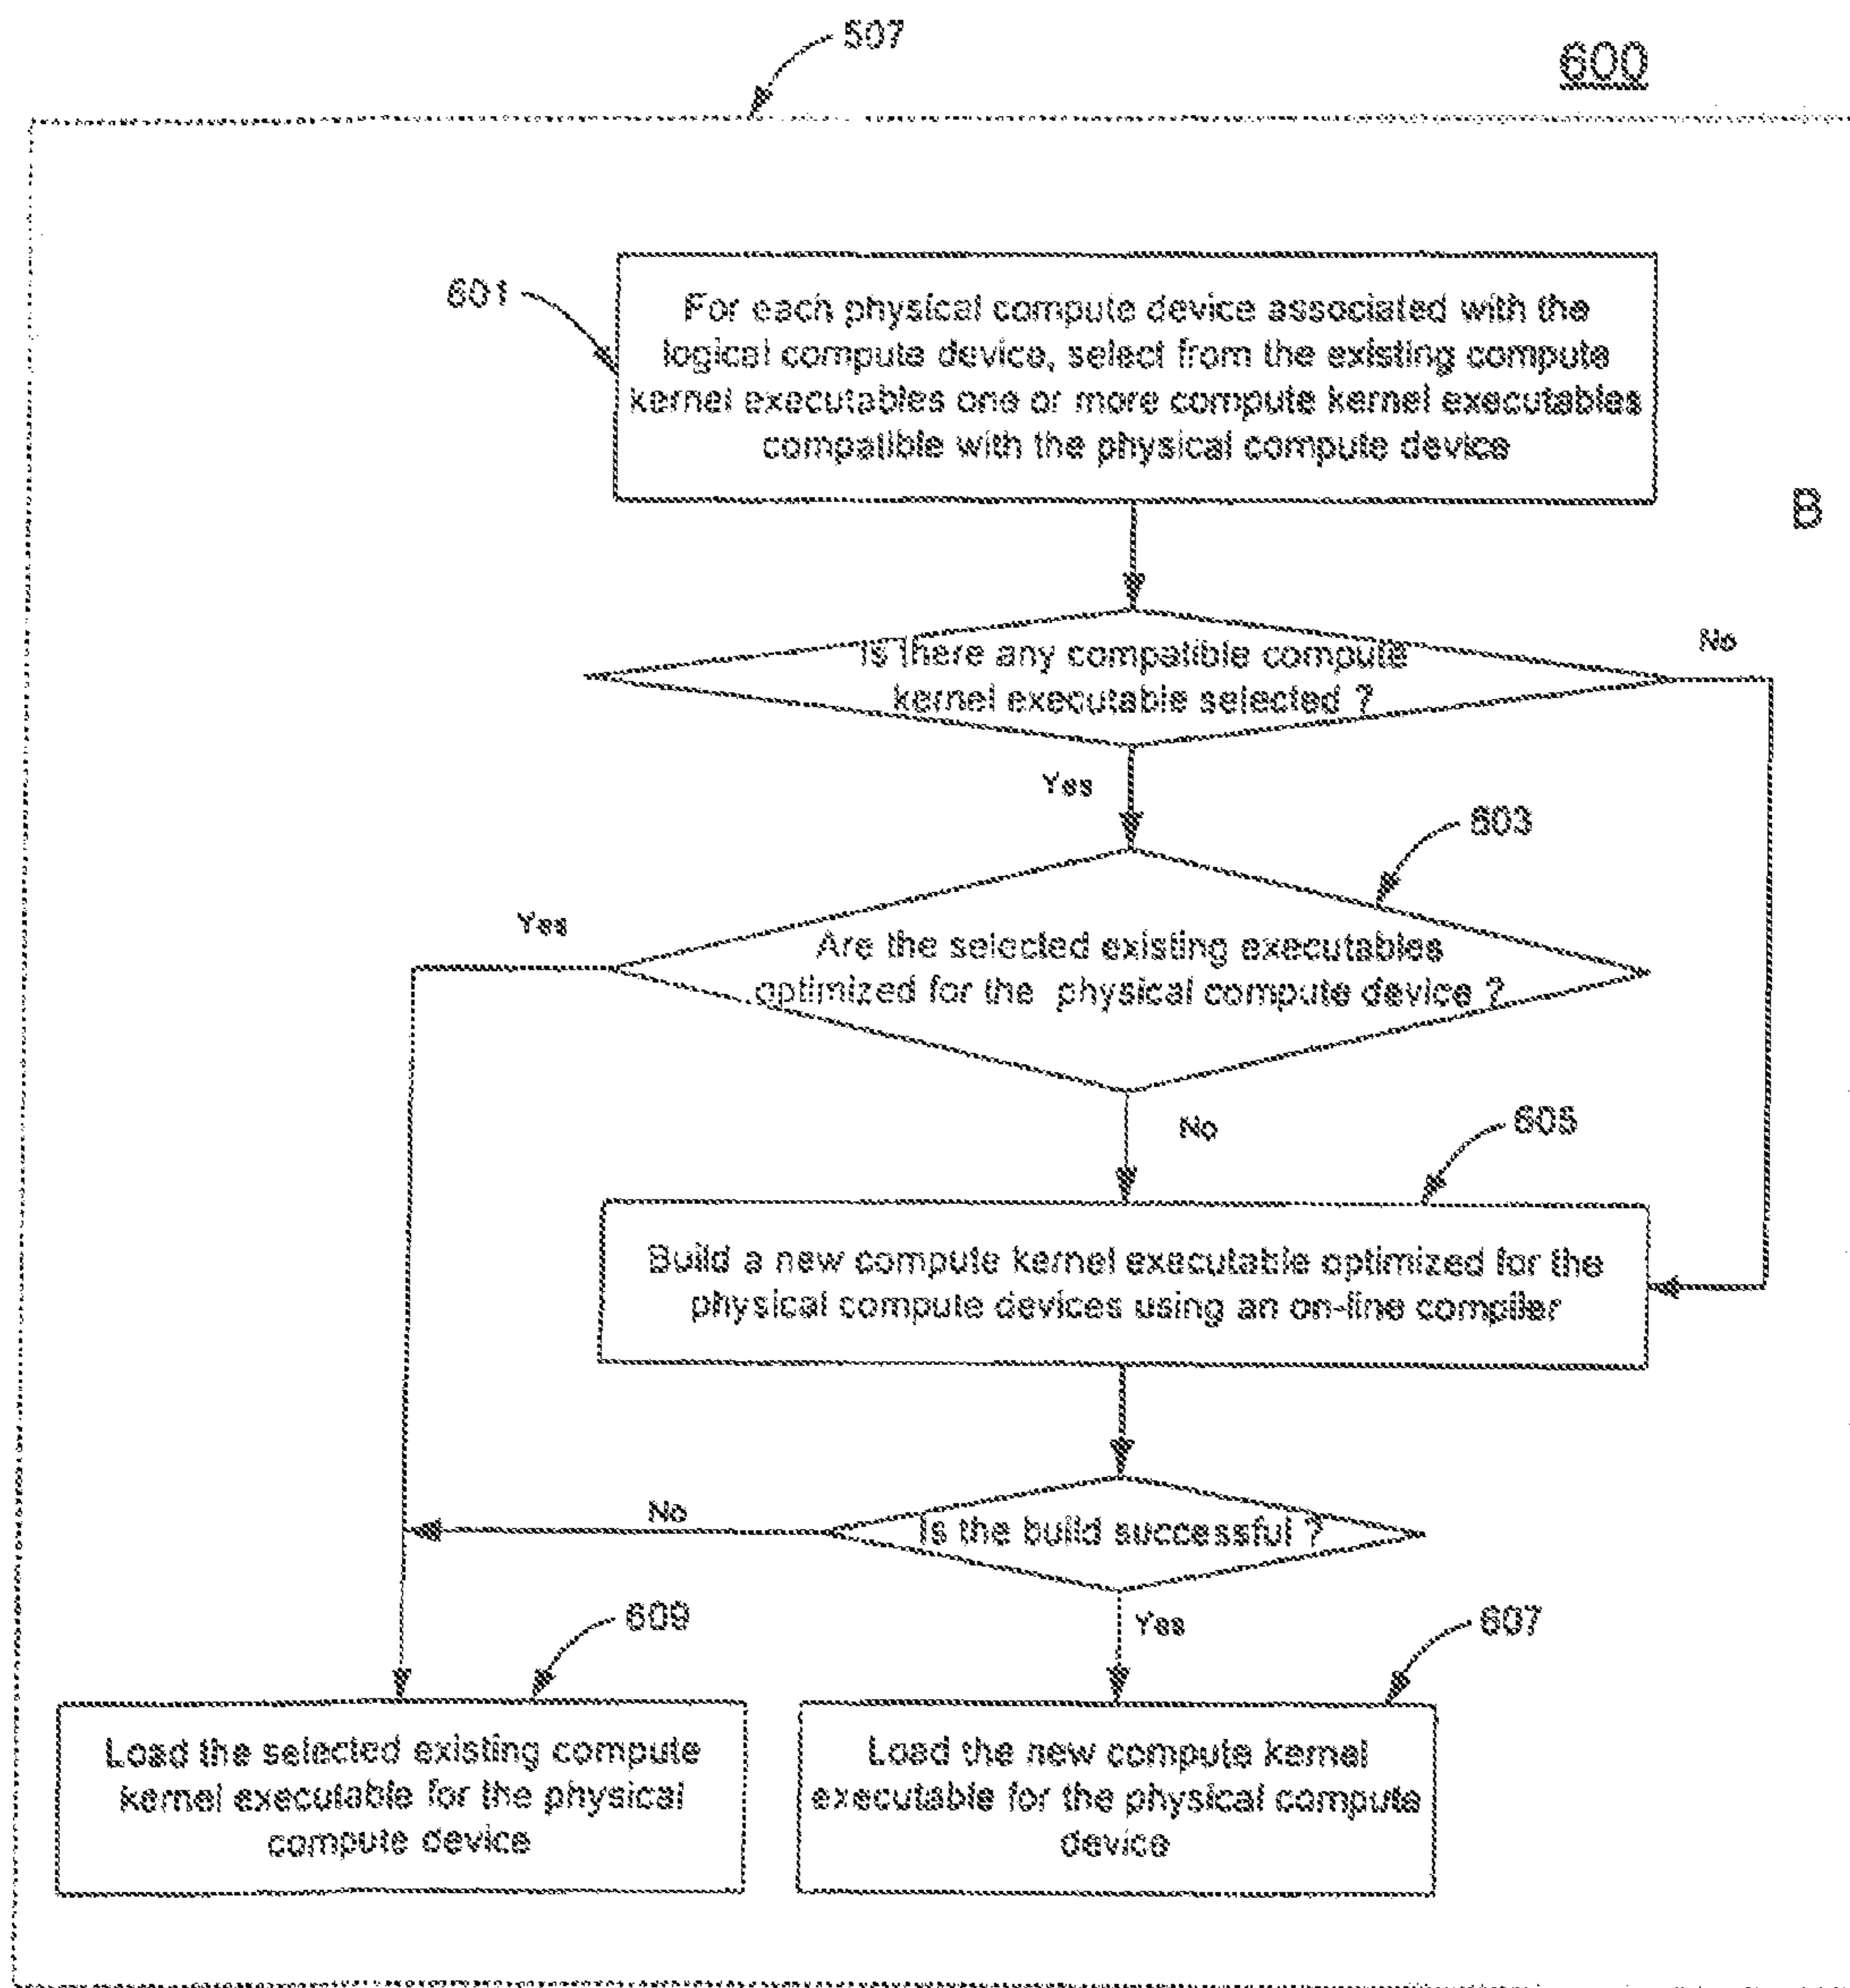 507
600
601
For each physical compute device associated with the
logical compute device, select from the existing compute
kernel executables one or more compute kernel executables
compatible with the physical compute device
B
Is there any compatible compute
kernel executable selected ?
No
Yes
603
Yes
Are the selected existing executables
optimized for the physical compute device ?
No
605
Build a new compute kernel executable optimized for the
physical compute devices using an on-line compiler
No
Is the build successful ?
Yes
609
607
Load the selected existing compute
kernel executable for the physical
compute device
Load the new compute kernel
executable for the physical compute
device